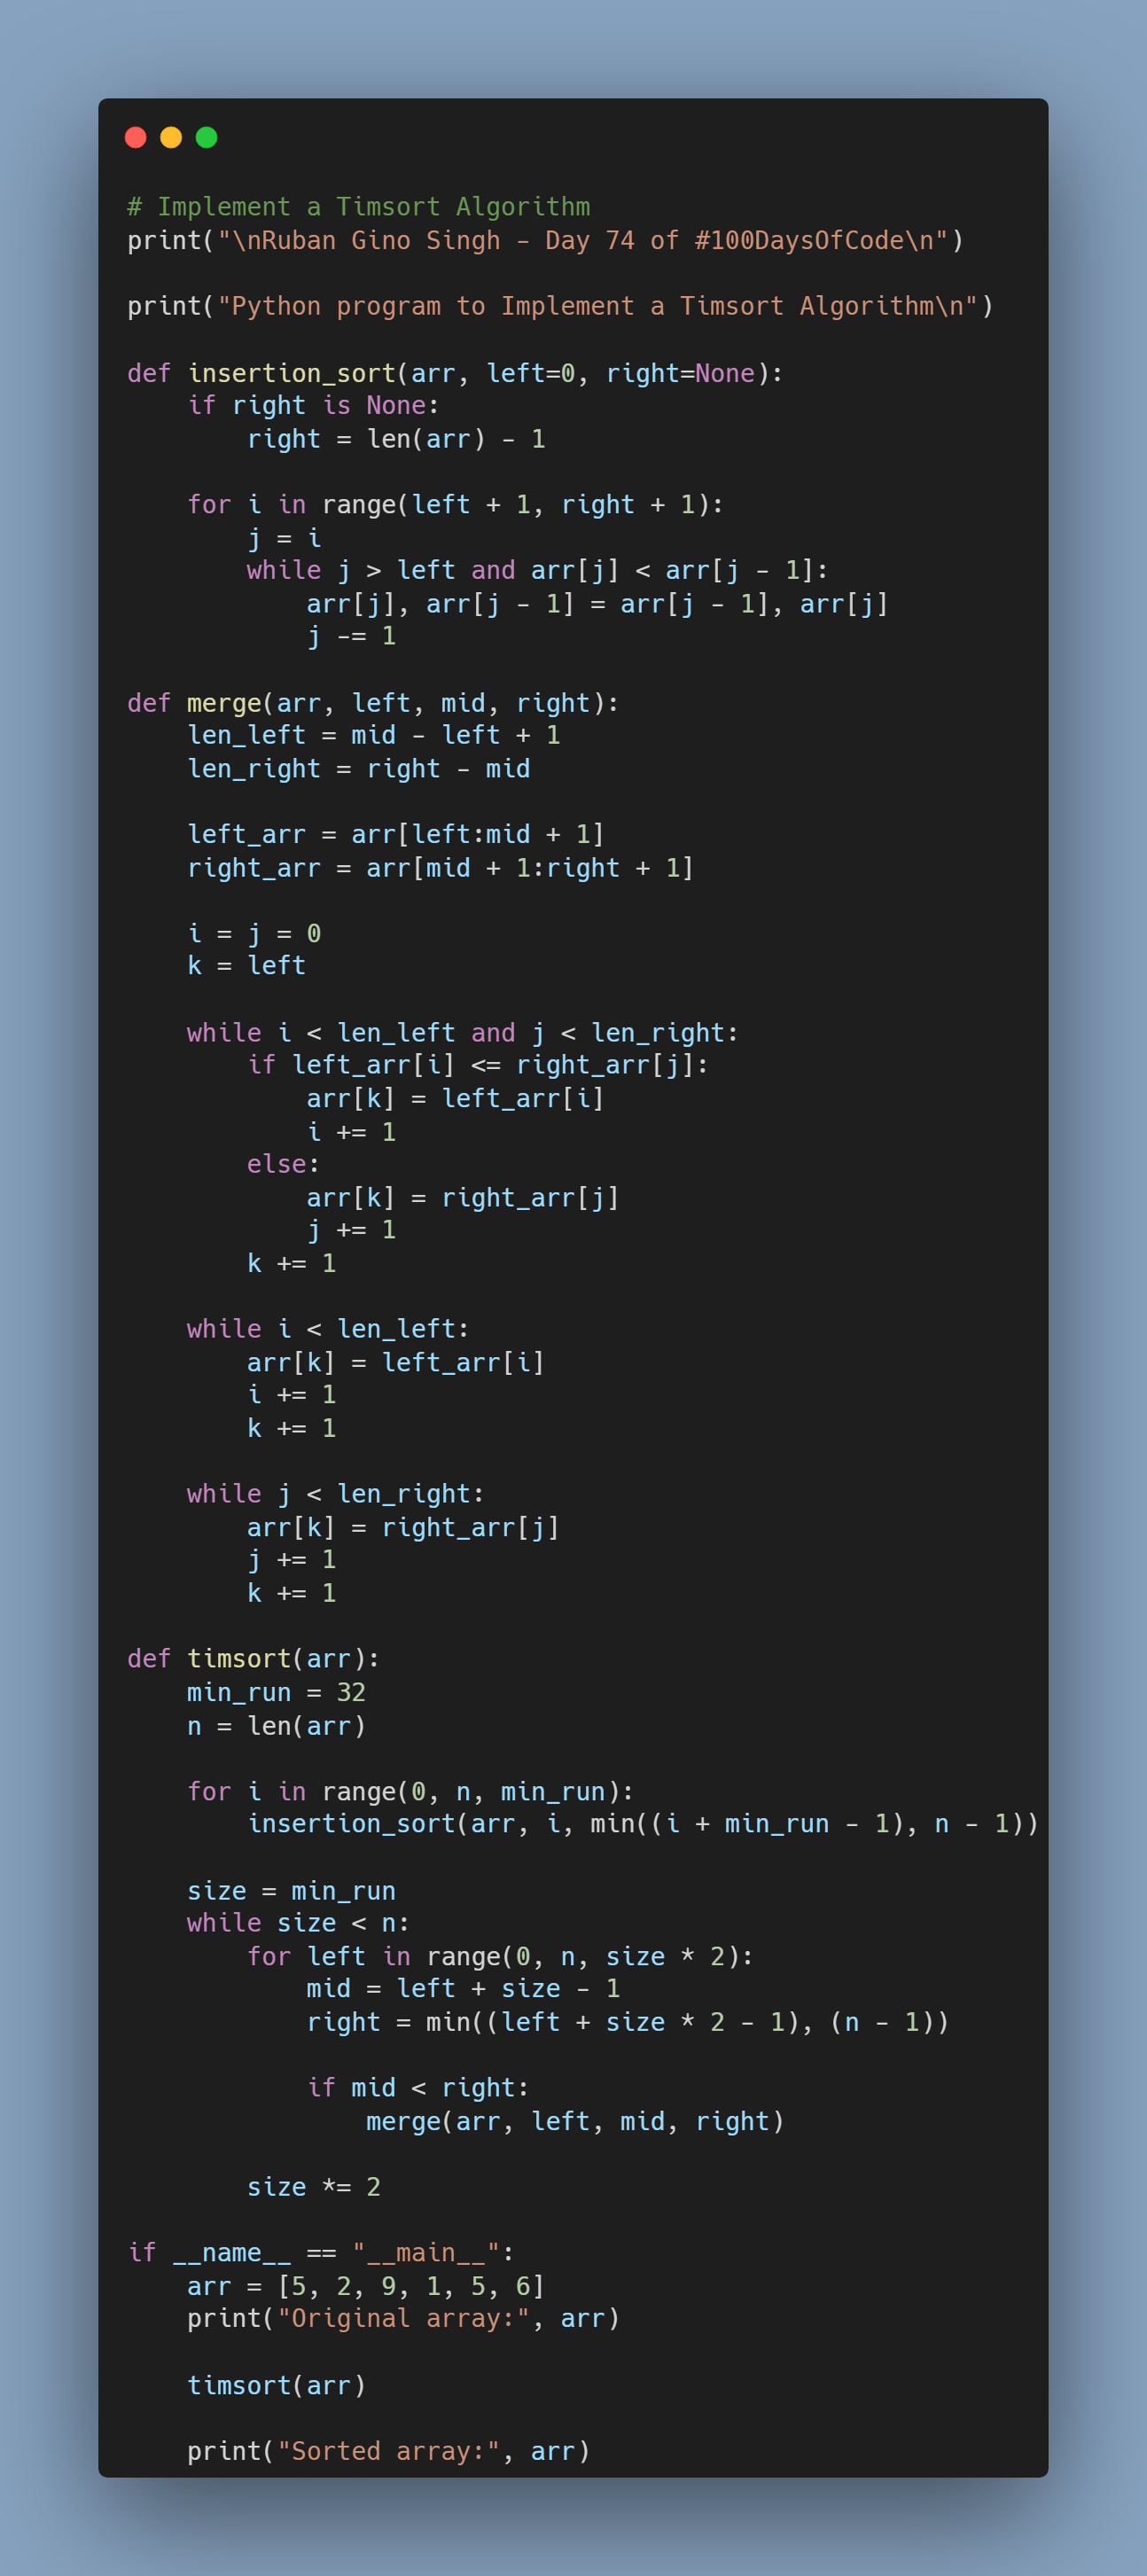 # Implement a Timsort Algorithm
print("\nRuban Gino Singh - Day 74 of #100DaysOfCode\n")

print("Python program to Implement a Timsort Algorithm\n")

def insertion_sort(arr, left=0, right=None):
    if right is None:
        right = len(arr) - 1

    for i in range(left + 1, right + 1):
        j = i
        while j > left and arr[j] < arr[j - 1]:
            arr[j], arr[j - 1] = arr[j - 1], arr[j]
            j -= 1

def merge(arr, left, mid, right):
    len_left = mid - left + 1
    len_right = right - mid

    left_arr = arr[left:mid + 1]
    right_arr = arr[mid + 1:right + 1]

    i = j = 0
    k = left

    while i < len_left and j < len_right:
        if left_arr[i] <= right_arr[j]:
            arr[k] = left_arr[i]
            i += 1
        else:
            arr[k] = right_arr[j]
            j += 1
        k += 1

    while i < len_left:
        arr[k] = left_arr[i]
        i += 1
        k += 1

    while j < len_right:
        arr[k] = right_arr[j]
        j += 1
        k += 1

def timsort(arr):
    min_run = 32
    n = len(arr)

    for i in range(0, n, min_run):
        insertion_sort(arr, i, min((i + min_run - 1), n - 1))

    size = min_run
    while size < n:
        for left in range(0, n, size * 2):
            mid = left + size - 1
            right = min((left + size * 2 - 1), (n - 1))

            if mid < right:
                merge(arr, left, mid, right)

        size *= 2

if __name__ == "__main__":
    arr = [5, 2, 9, 1, 5, 6]
    print("Original array:", arr)

    timsort(arr)

    print("Sorted array:", arr)